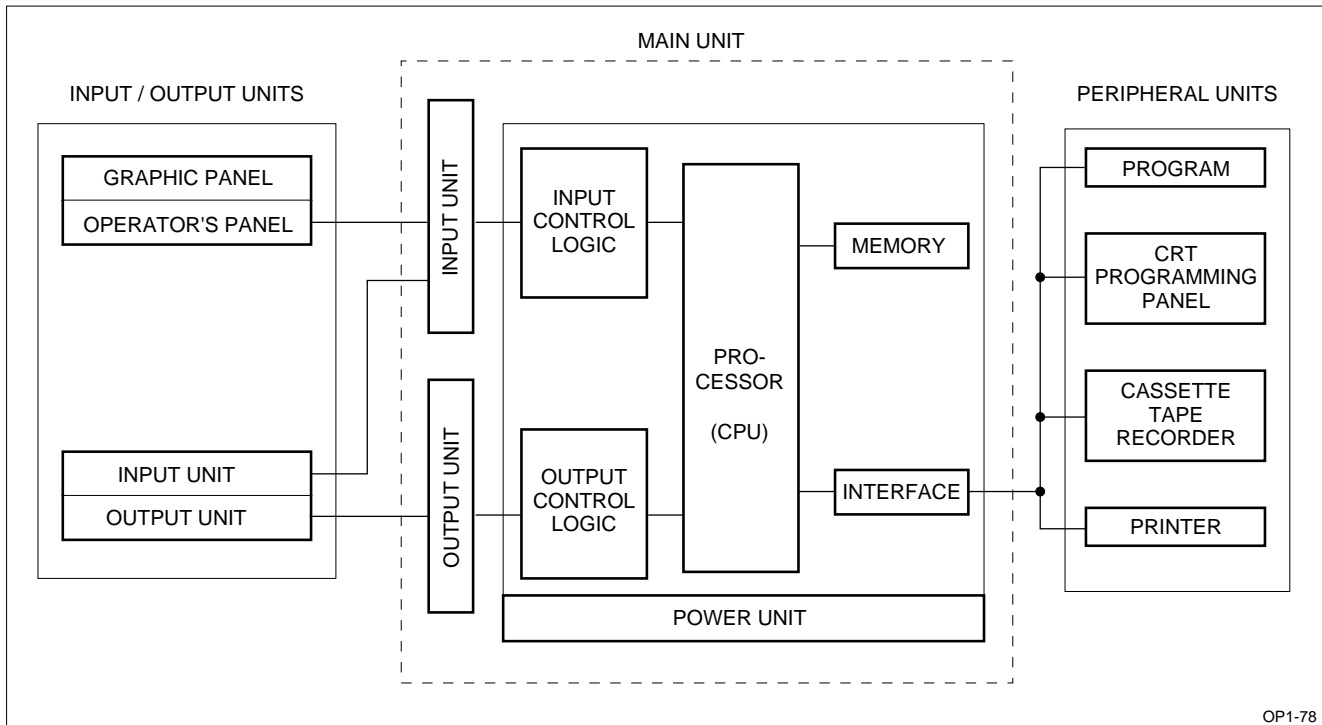 MAIN UNIT
INPUT / OUTPUT UNITS
PERIPHERAL UNITS
GRAPHIC PANEL
OPERATOR'S PANEL
INPUT UNIT
OUTPUT UNIT
INPUT UNIT
OUTPUT UNIT
INPUT
CONTROL
LOGIC
OUTPUT
CONTROL
LOGIC
PRO-
CESSOR
(CPU)
MEMORY
INTERFACE
POWER UNIT
PROGRAM
CRT
PROGRAMMING
PANEL
CASSETTE
TAPE
RECORDER
PRINTER
OP1-78